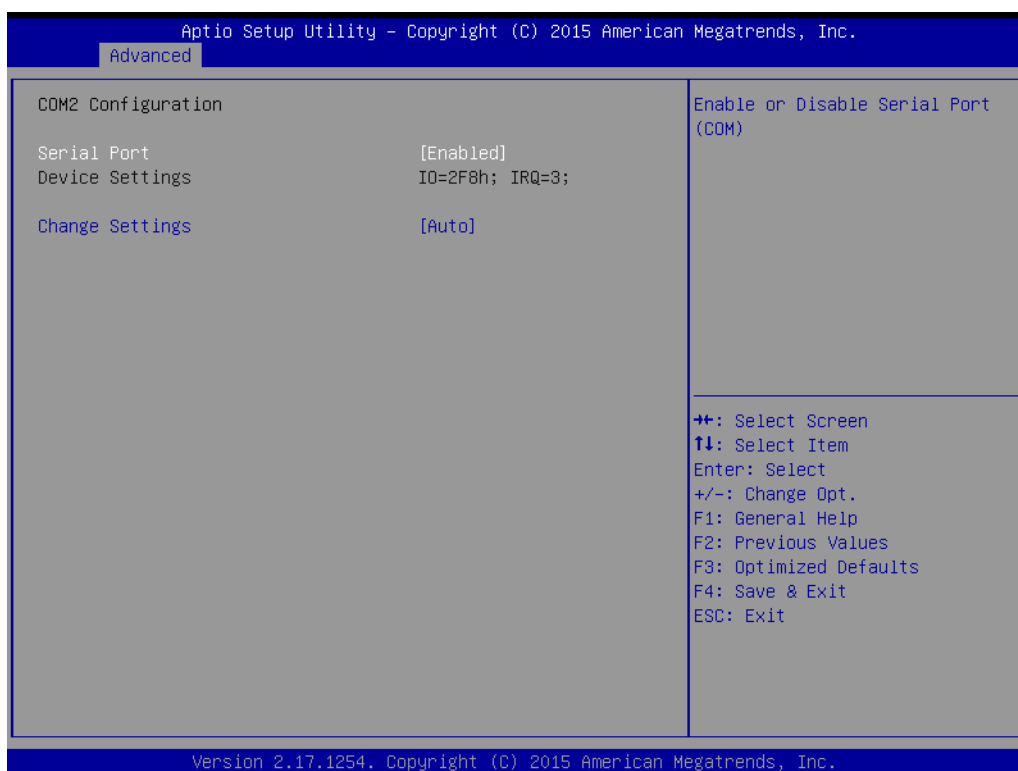 Aptio Setup Utility – Copyright (C) 2015 American Megatrends, Inc.
Advanced
COM2 Configuration
Serial Port [Enabled]
Device Settings IO=2F8h; IRQ=3;
Change Settings [Auto]
Enable or Disable Serial Port
(COM)
→←: Select Screen
↑↓: Select Item
Enter: Select
+/-: Change Opt.
F1: General Help
F2: Previous Values
F3: Optimized Defaults
F4: Save & Exit
ESC: Exit
Version 2.17.1254. Copyright (C) 2015 American Megatrends, Inc.